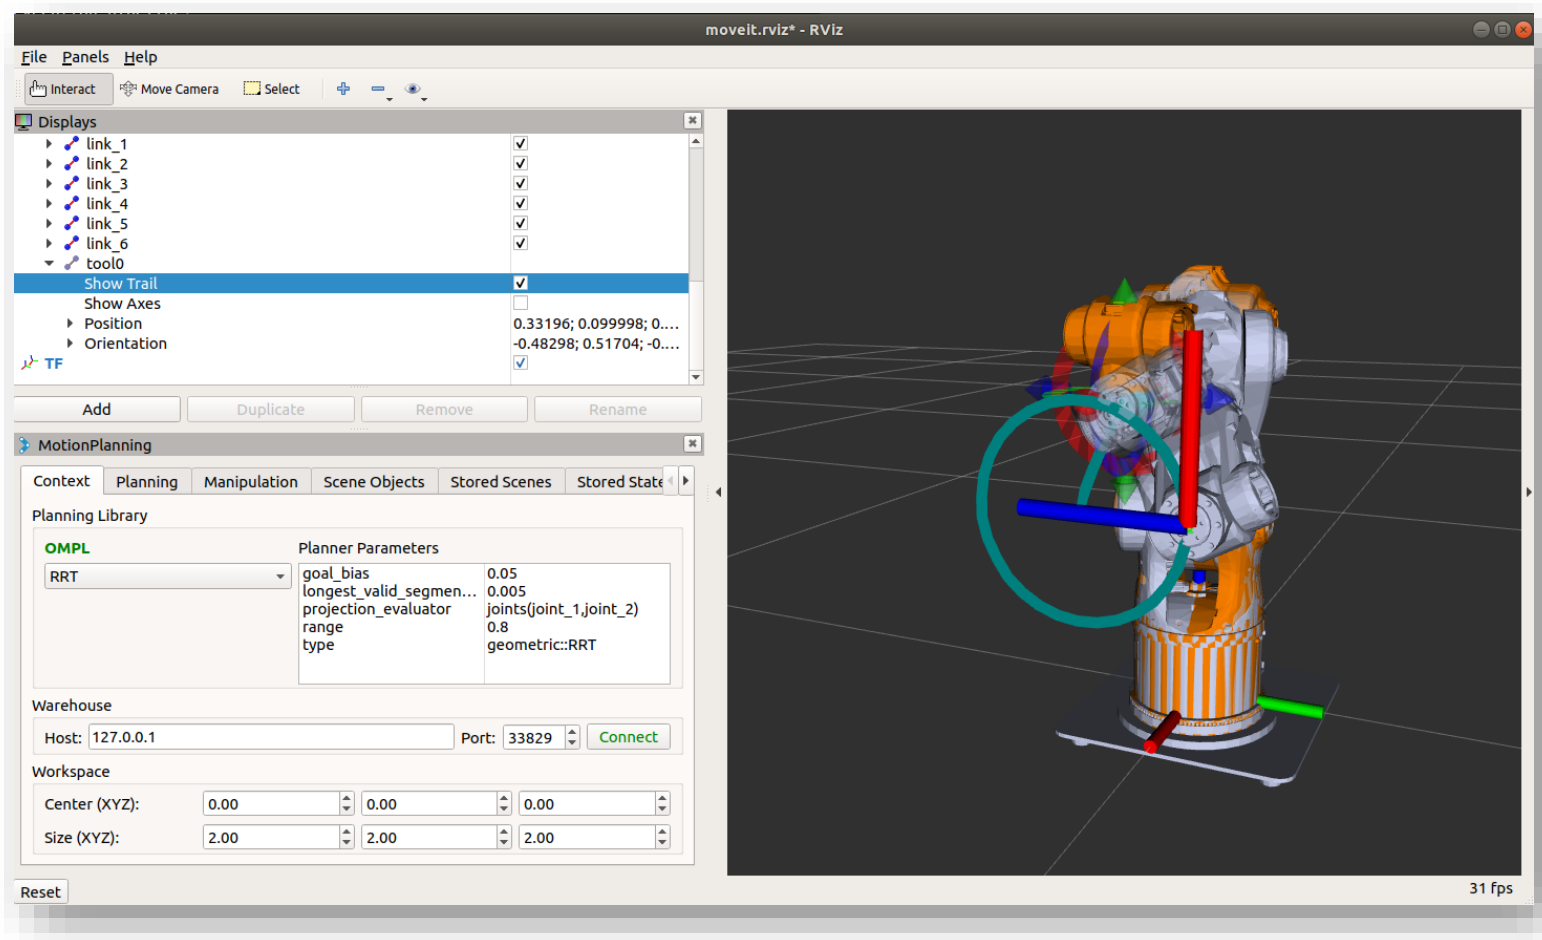 moveit.rviz* - RViz
File Panels Help
Interact Move Camera Select
Displays
link_1
link_2
link_3
link_4
link_5
link_6
tool0
Show Trail
Show Axes
Position 0.33196; 0.099998; 0....
Orientation -0.48298; 0.51704; -0....
TF
Add Duplicate Remove Rename
MotionPlanning
Context Planning Manipulation Scene Objects Stored Scenes Stored State
Planning Library
OMPL Planner Parameters
RRT
goal_bias 0.05
longest_valid_segmen... 0.005
projection_evaluator joints(joint_1,joint_2)
range 0.8
type geometric::RRT
Warehouse
Host: 127.0.0.1 Port: 33829 Connect
Workspace
Center (XYZ): 0.00 0.00 0.00
Size (XYZ): 2.00 2.00 2.00
Reset
31 fps